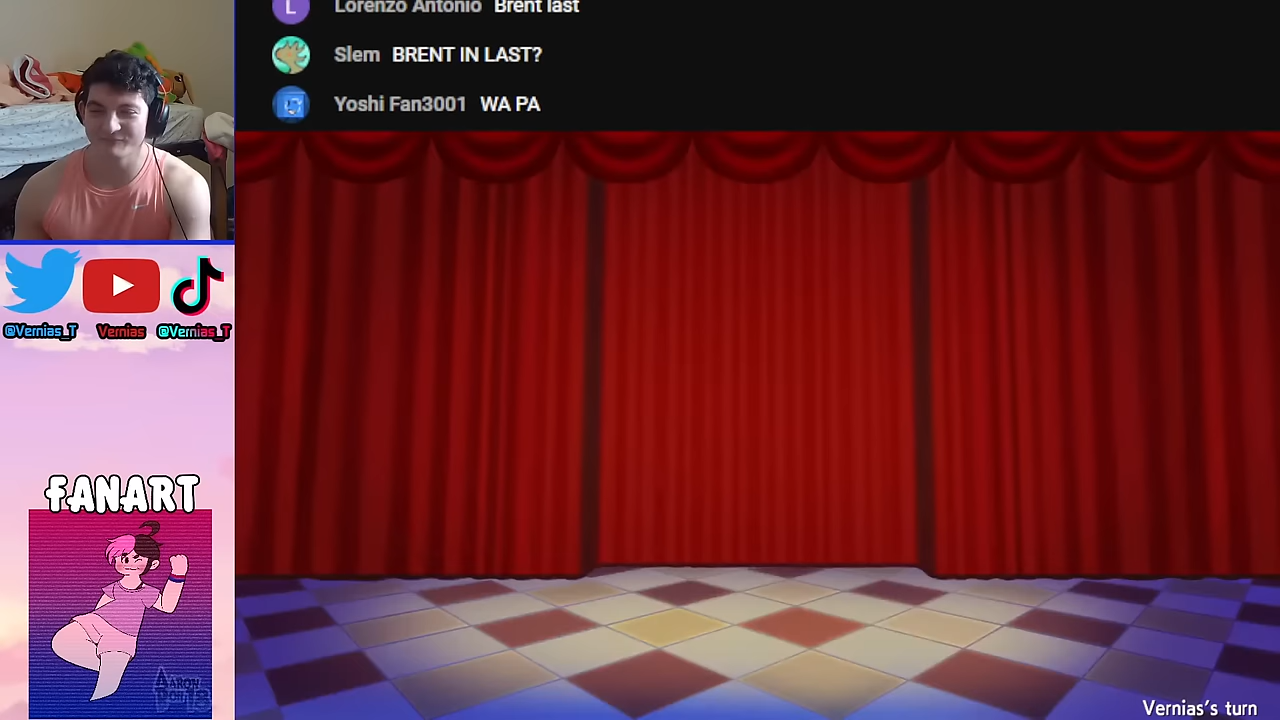 Lorenzo Antonio Brent last
Slem BRENT IN LAST?
Yoshi Fan3001 WA PA
@Vernias_T Vernias @Vernias_T
FANART
Vernias's turn